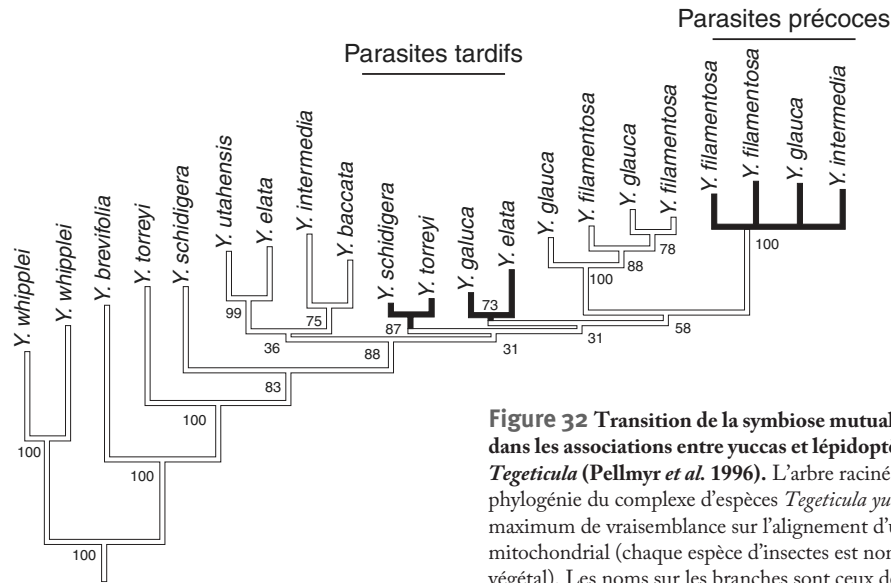 Parasites précoces
Parasites tardifs
Y. whipplei
Y. whipplei
Y. brevifolia
Y. torreyi
Y. schidigera
Y. utahensis
Y. elata
Y. intermedia
Y. baccata
Y. schidigera
Y. torreyi
Y. galuca
Y. elata
Y. glauca
Y. filamentosa
Y. glauca
Y. filamentosa
Y. filamentosa
Y. filamentosa
Y. glauca
Y. intermedia
100
78
88
100
99
75
87
73
58
36
88
31
31
83
100
100
100
100
Figure 32 Transition de la symbiose mutual
dans les associations entre yuccas et lépidopt
Tegeticula (Pellmyr et al. 1996). L'arbre raciné
phylogénie du complexe d'espèces Tegeticula yu
maximum de vraisemblance sur l'alignement d'u
mitochondrial (chaque espèce d'insectes est non
végétal). Les noms sur les branches sont ceux d